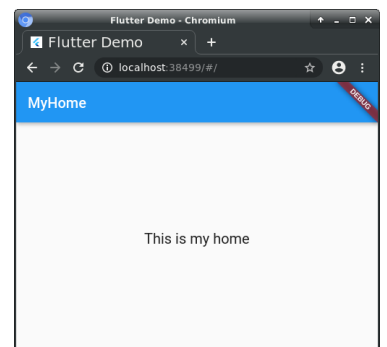 Flutter Demo - Chromium
Flutter Demo
localhost:38499/#/
MyHome
DEBUG
This is my home